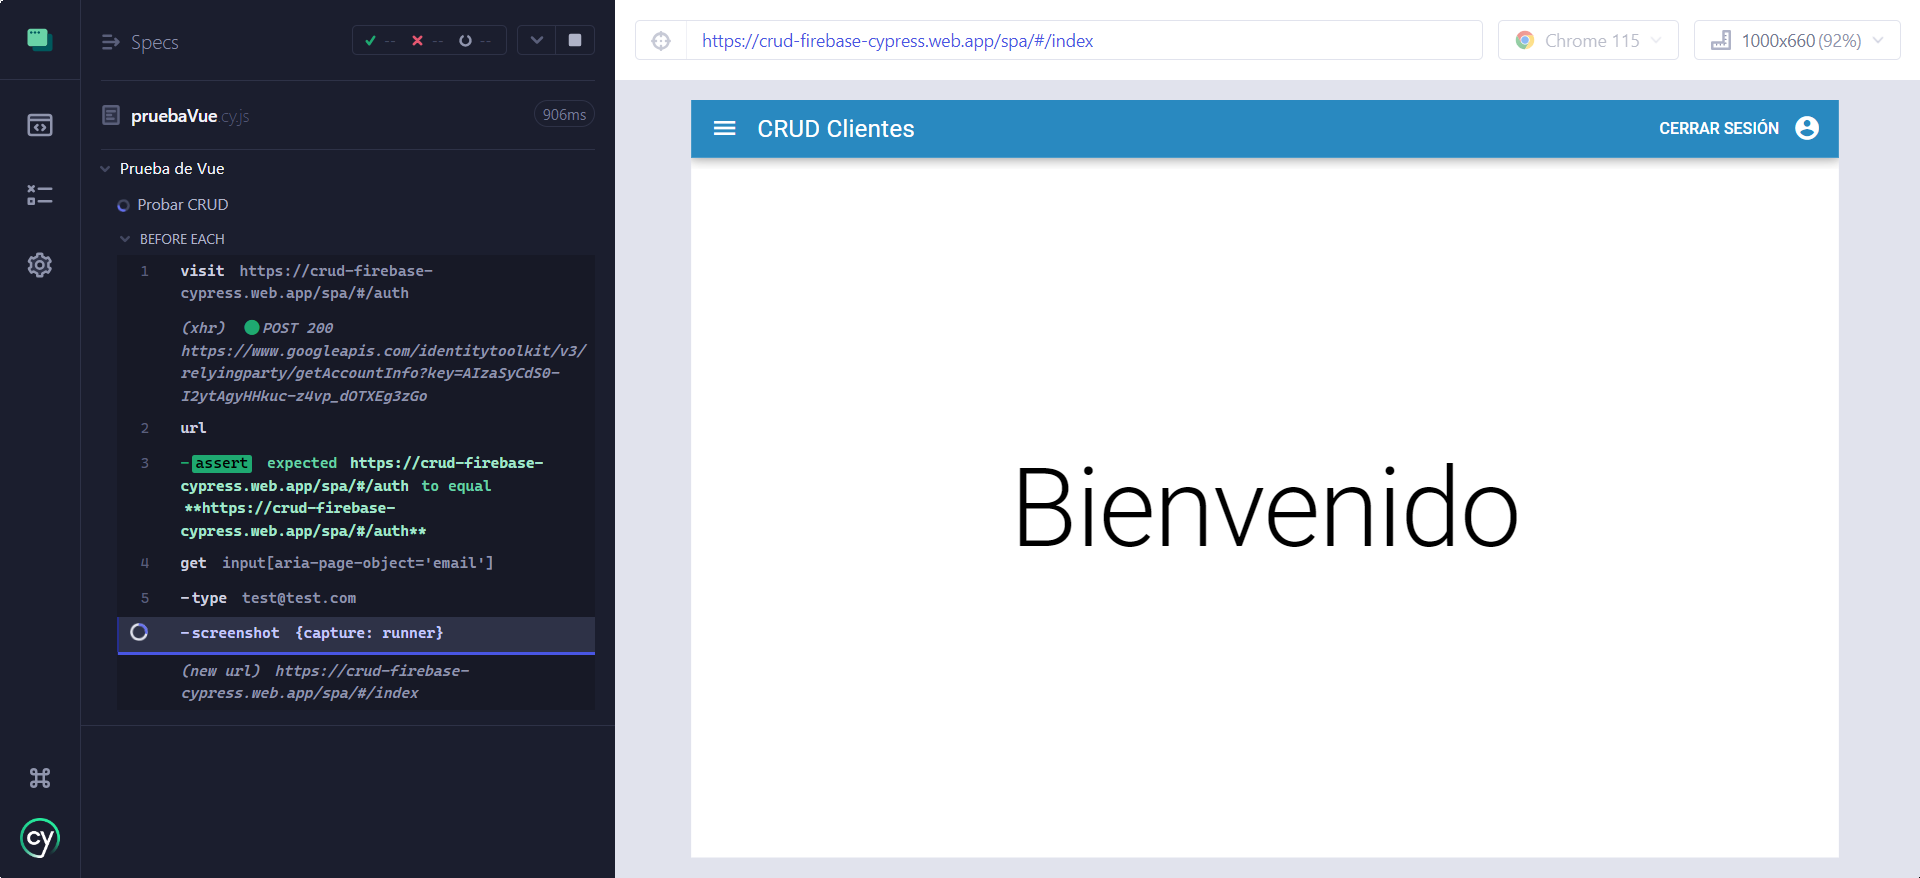 Specs
-- -- --
pruebaVue.cy.js
906ms
Prueba de Vue
Probar CRUD
BEFORE EACH
1 visit https://crud-firebase-
cypress.web.app/spa/#/auth
(xhr) POST 200
https://www.googleapis.com/identitytoolkit/v3/
relyingparty/getAccountInfo?key=AIzaSyCdS0-
I2ytAgyHHkuc-z4vp_dOTXEg3zGo
2 url
3 -assert expected https://crud-firebase-
cypress.web.app/spa/#/auth to equal
**https://crud-firebase-
cypress.web.app/spa/#/auth**
4 get input[aria-page-object='email']
5 -type test@test.com
-screenshot {capture: runner}
(new url) https://crud-firebase-
cypress.web.app/spa/#/index
cy
https://crud-firebase-cypress.web.app/spa/#/index
Chrome 115
1000x660 (92%)
CRUD Clientes
CERRAR SESIÓN
Bienvenido